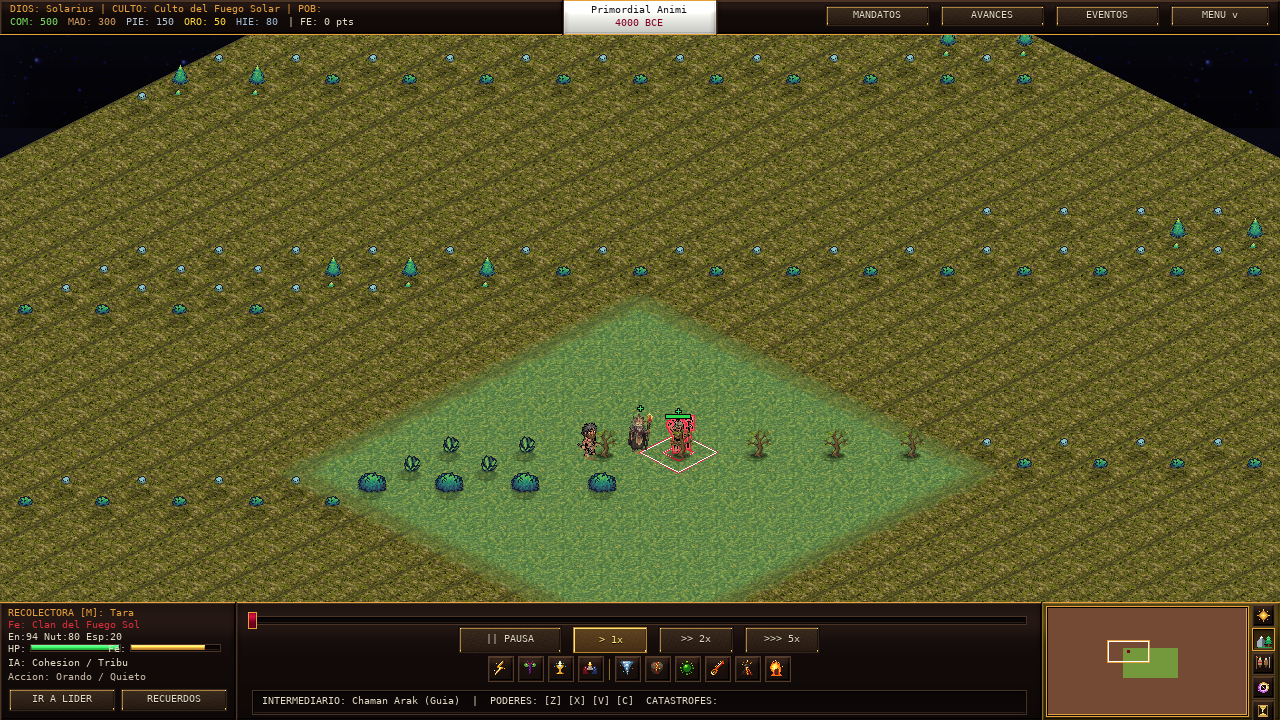 DIOS: Solarius | CULTO: Culto del Fuego Solar | POB:
COM: 500 MAD: 300 PIE: 150 ORO: 50 HIE: 80 | FE: 0 pts
Primordial Animi
4000 BCE
MANDATOS
AVANCES
EVENTOS
MENU v
RECOLECTORA [M]: Tara
Fe: Clan del Fuego Sol
En:94 Nut:80 Esp:20
HP: Fe:
IA: Cohesion / Tribu
Accion: Orando / Quieto
IR A LIDER
RECUERDOS
|| PAUSA
> 1x
>> 2x
>>> 5x
INTERMEDIARIO: Chaman Arak (Guia) | PODERES: [Z] [X] [V] [C] CATASTROFES: